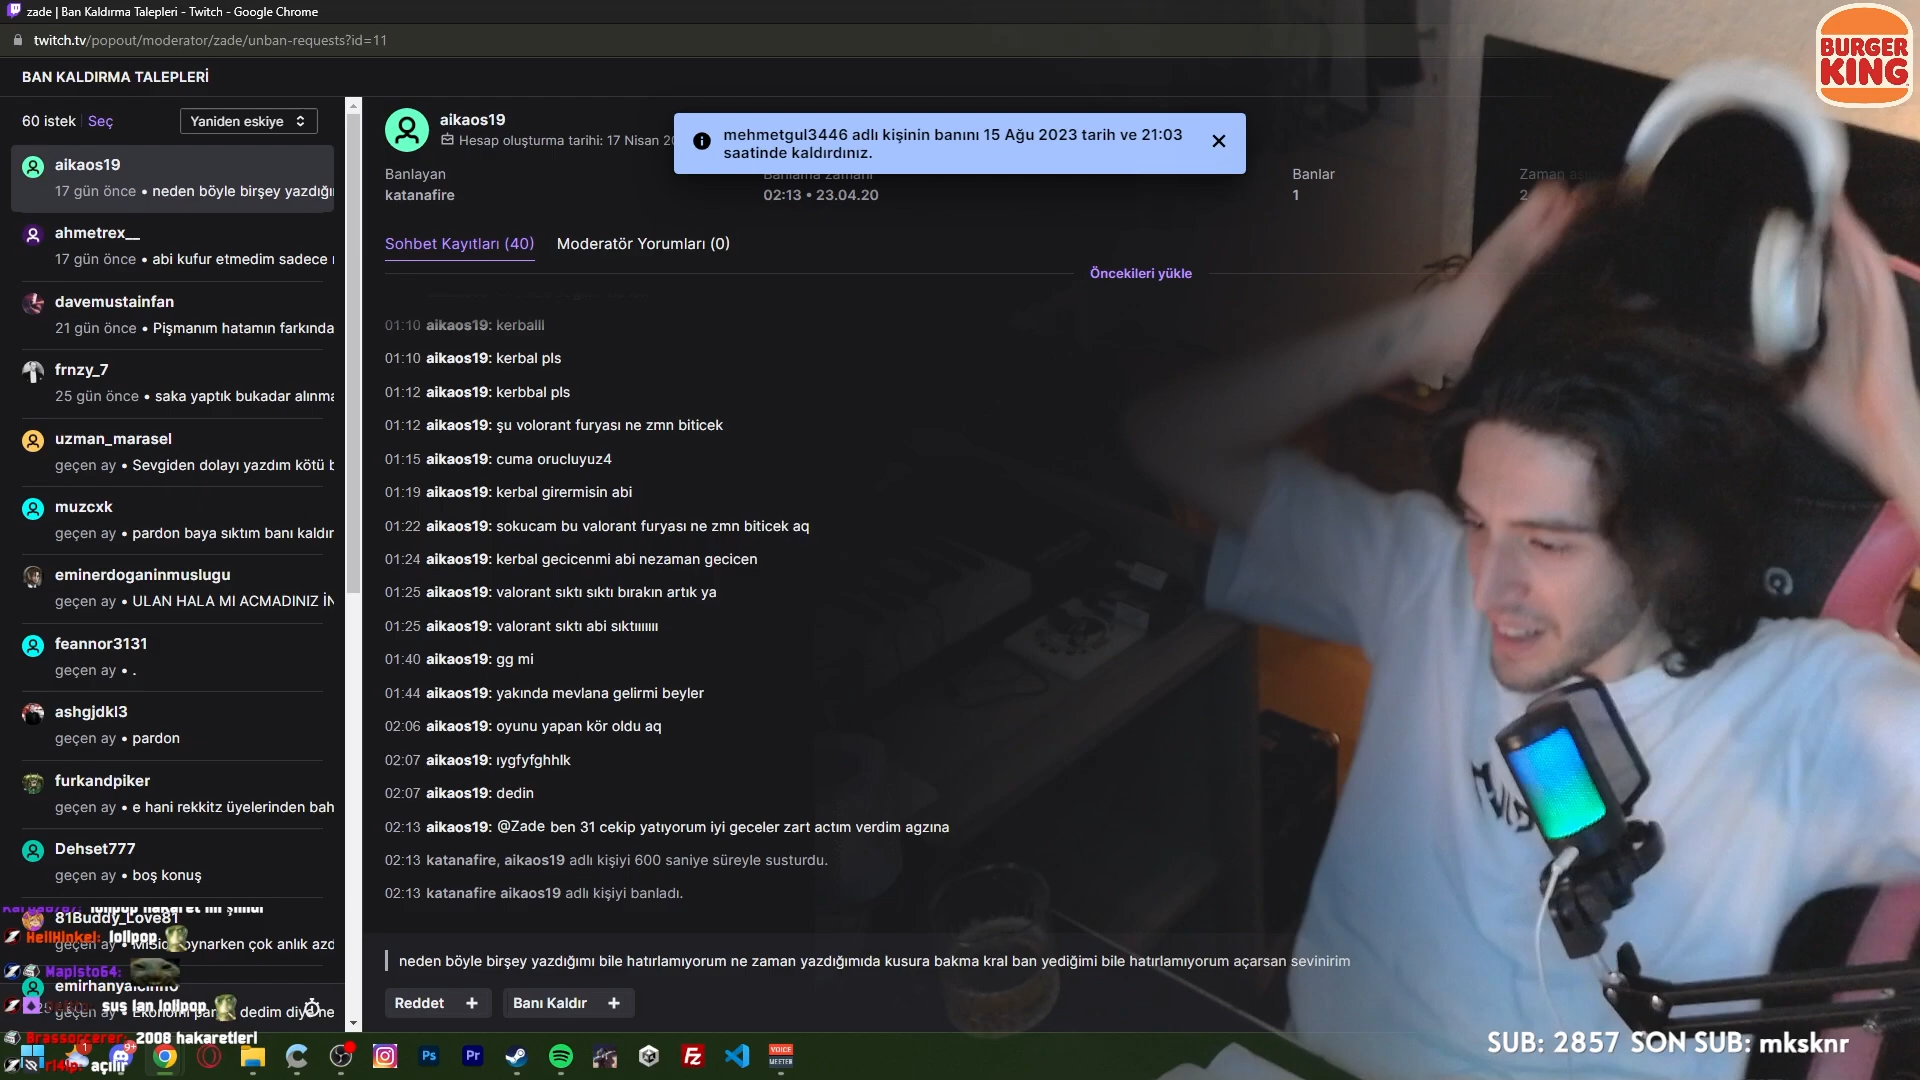 zade | Ban Kaldırma Talepleri - Twitch - Google Chrome
twitch.tv/popout/moderator/zade/unban-requests?id=11
BURGER
KING
BAN KALDIRMA TALEPLERİ
60 istek Seç
Yaniden eskiye
aikaos19
17 gün önce • neden böyle birşey yazdığı
ahmetrex__
17 gün önce • abi kufur etmedim sadece
davemustainfan
21 gün önce • Pişmanım hatamın farkında
frnzy_7
25 gün önce • saka yaptık bukadar alınma
uzman_marasel
geçen ay • Sevgiden dolayı yazdım kötü
muzcxk
geçen ay • pardon baya sıktım banı kaldır
eminerdoganinmuslugu
geçen ay • ULAN HALA MI ACMADINIZ İN
feannor3131
geçen ay • .
ashgjdkl3
geçen ay • pardon
furkandpiker
geçen ay • e hani rekkitz üyelerinden bah
Dehset777
geçen ay • boş konuş
81Buddy_Love81
HeilHinkel: lolipop
geçen ay
oynarken çok anlık azd
Mapisto64:
sus lan lolipop
geçen ay • Ekonomi
dedim diye ne
Brassorcerer: 2008 hakaretleri
açılır
aikaos19
Hesap oluşturma tarihi: 17 Nisan
mehmetgul3446 adlı kişinin banını 15 Ağu 2023 tarih ve 21:03
saatinde kaldırdınız.
Banlayan
katanafire
Banlama zamanı
02:13 • 23.04.20
Banlar
1
Zaman
2
Sohbet Kayıtları (40)
Moderatör Yorumları (0)
Öncekileri yükle
01:10 aikaos19: kerballl
01:10 aikaos19: kerbal pls
01:12 aikaos19: kerbbal pls
01:12 aikaos19: şu volorant furyası ne zmn biticek
01:15 aikaos19: cuma orucluyuz4
01:19 aikaos19: kerbal girermisin abi
01:22 aikaos19: sokucam bu valorant furyası ne zmn biticek aq
01:24 aikaos19: kerbal gecicenmi abi nezaman gecicen
01:25 aikaos19: valorant sıktı sıktı bırakın artık ya
01:25 aikaos19: valorant sıktı abi sıktıııııııı
01:40 aikaos19: gg mi
01:44 aikaos19: yakında mevlana gelirmi beyler
02:06 aikaos19: oyunu yapan kör oldu aq
02:07 aikaos19: ıygfyfghhlk
02:07 aikaos19: dedin
02:13 aikaos19: @Zade ben 31 cekip yatıyorum iyi geceler zart actım verdim agzına
02:13 katanafire, aikaos19 adlı kişiyi 600 saniye süreyle susturdu.
02:13 katanafire aikaos19 adlı kişiyi banladı.
neden böyle birşey yazdığımı bile hatırlamıyorum ne zaman yazdığımıda kusura bakma kral ban yediğimi bile hatırlamıyorum açarsan sevinirim
Reddet +
Banı Kaldır +
SUB: 2857 SON SUB: mksknr
Ps
Pr
Fz
VOICE
MEETER